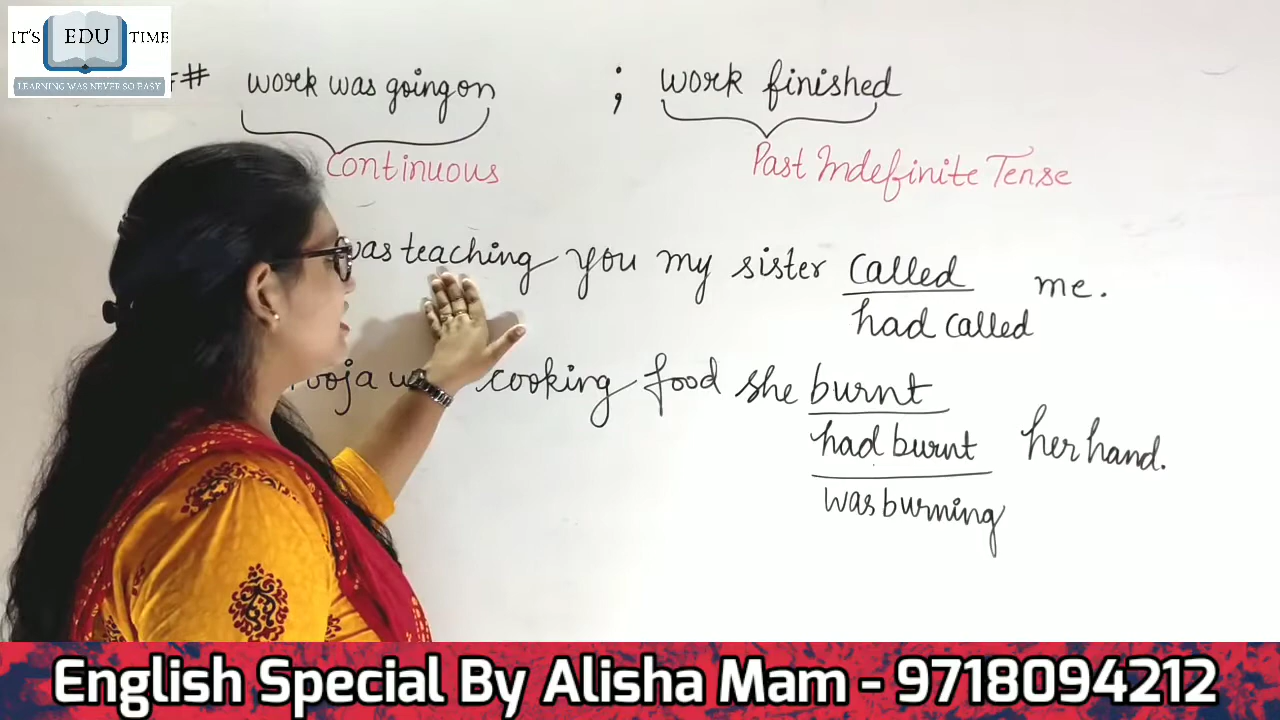 IT'S EDU TIME
LEARNING WAS NEVER SO EASY
# work was going on ; work finished
Continuous Past Indefinite Tense
was teaching you my sister called me.
had called
cooking food she burnt
had burnt her hand.
was burning
English Special By Alisha Mam - 9718094212